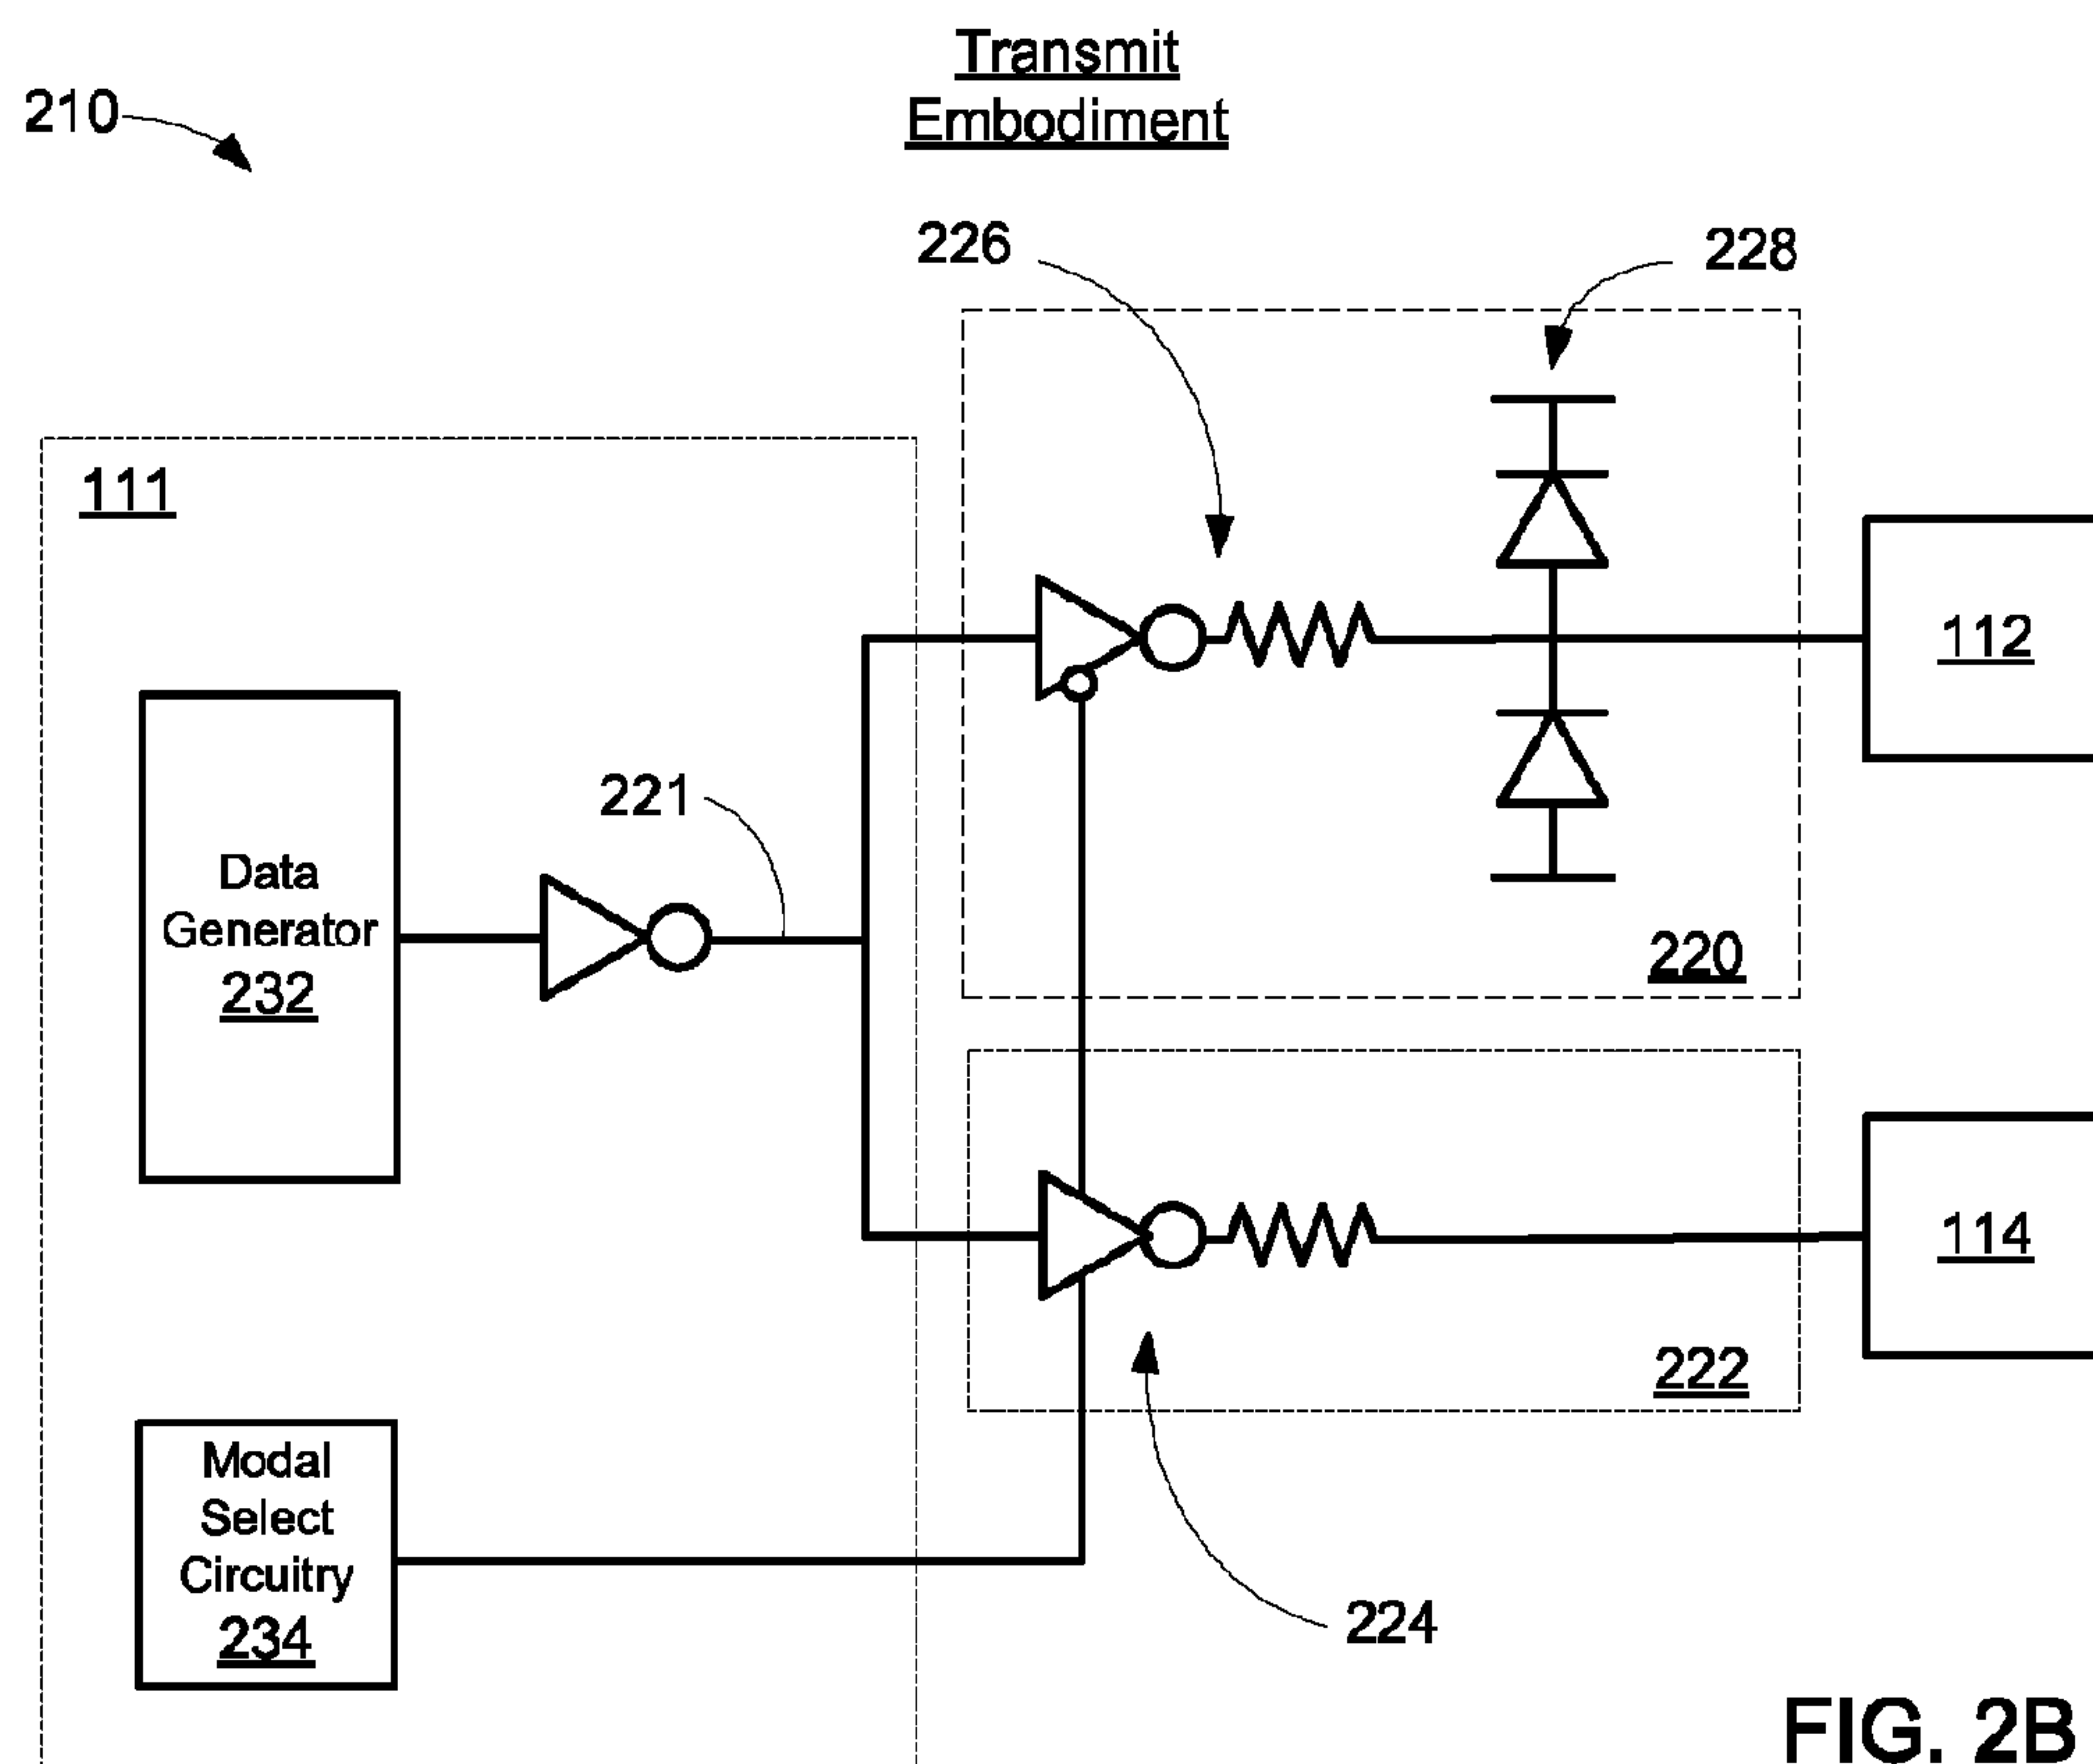 Transmit
Embodiment
210
226
228
111
112
221
Data
Generator
232
220
114
222
Modal
Select
Circuitry
234
224
FIG. 2B